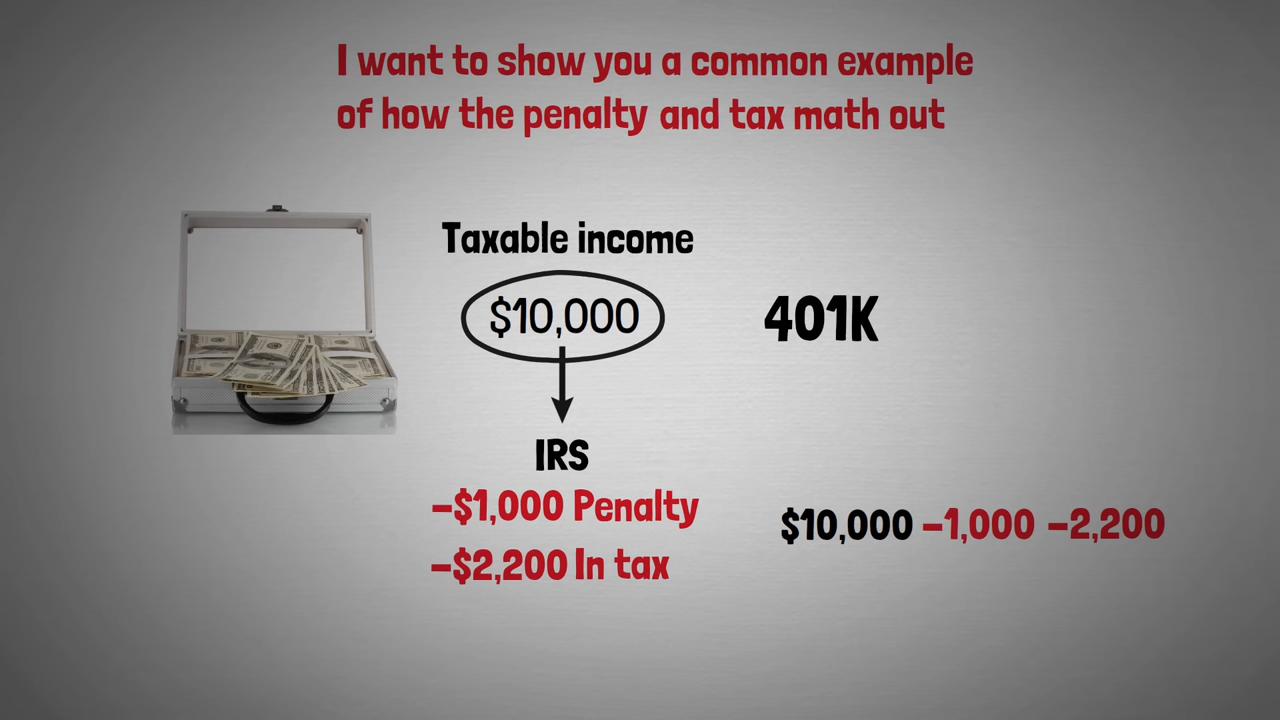 I want to show you a common example
of how the penalty and tax math out
Taxable income
$10,000
401K
IRS
–$1,000 Penalty
–$2,200 In tax
$10,000 –1,000 –2,200